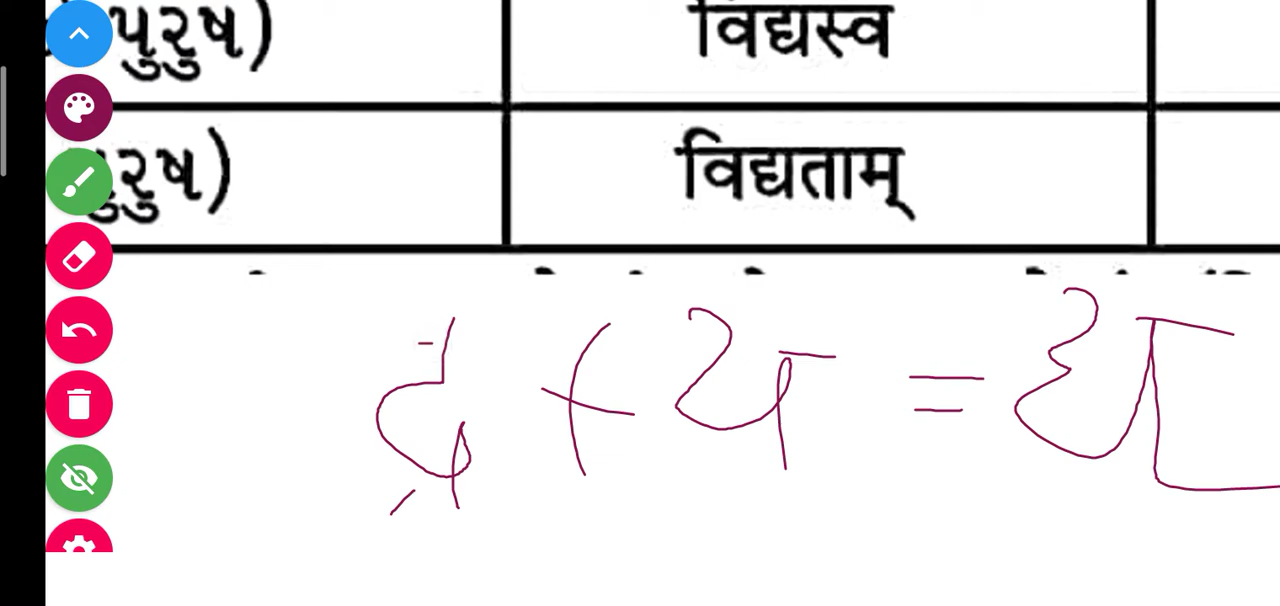 પુરુષ) विद्यस्व
પુરુષ) विद्यताम्
द् + य =